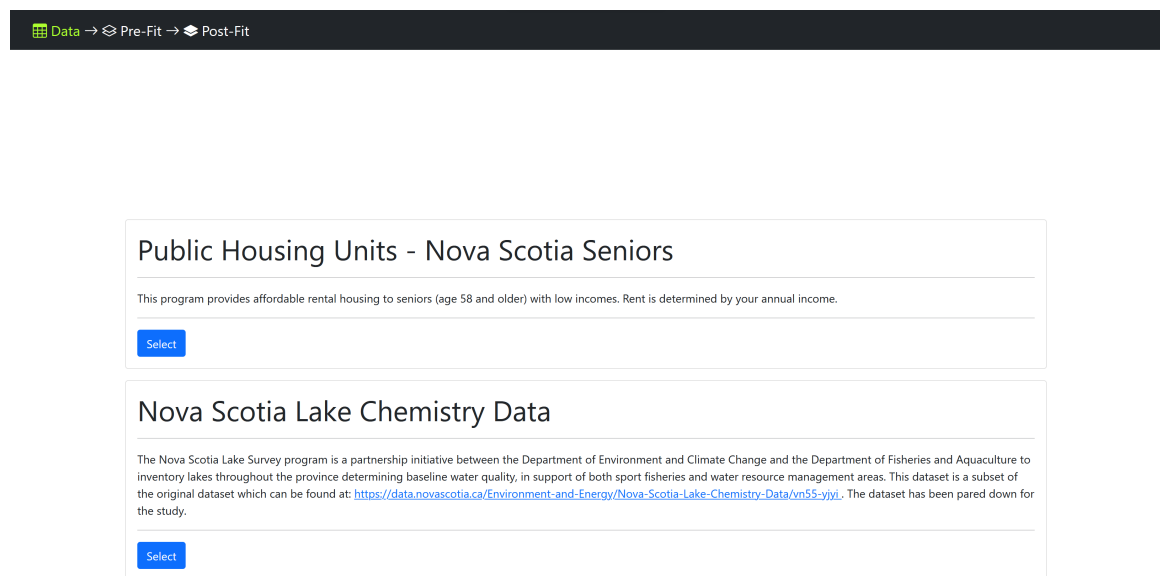 Data → Pre-Fit → Post-Fit
Public Housing Units - Nova Scotia Seniors
This program provides affordable rental housing to seniors (age 58 and older) with low incomes. Rent is determined by your annual income.
Select
Nova Scotia Lake Chemistry Data
The Nova Scotia Lake Survey program is a partnership initiative between the Department of Environment and Climate Change and the Department of Fisheries and Aquaculture to
inventory lakes throughout the province determining baseline water quality, in support of both sport fisheries and water resource management areas. This dataset is a subset of
the original dataset which can be found at: https://data.novascotia.ca/Environment-and-Energy/Nova-Scotia-Lake-Chemistry-Data/vn55-yjyi . The dataset has been pared down for
the study.
Select